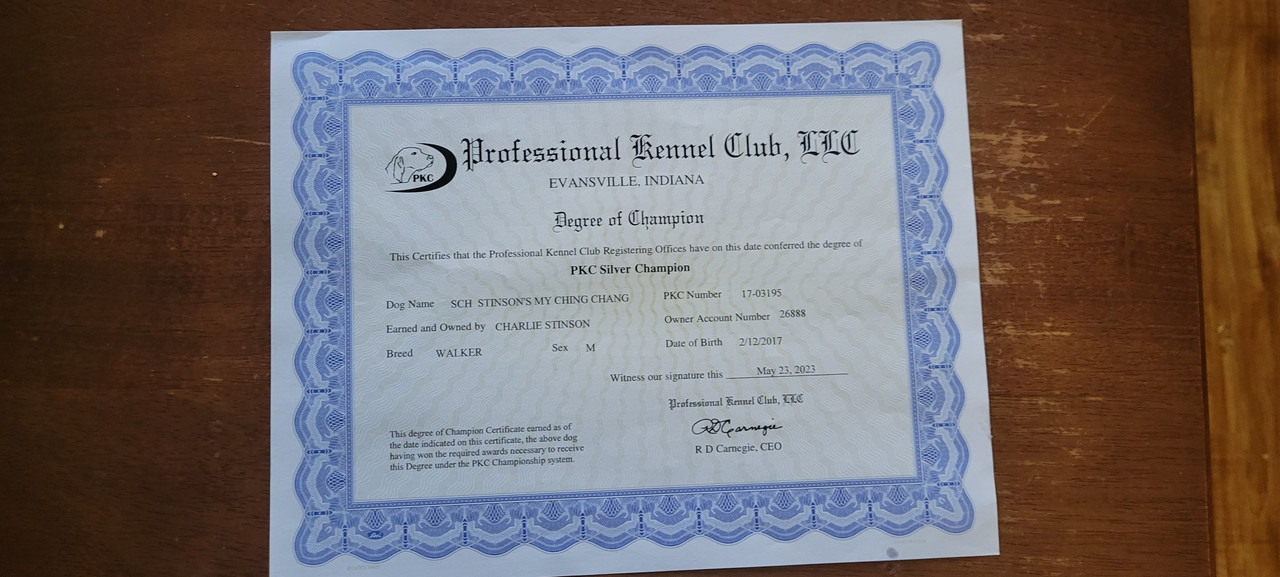 PKC
Professional Kennel Club, LLC
EVANSVILLE, INDIANA
Degree of Champion
This Certifies that the Professional Kennel Club Registering Offices have on this date conferred the degree of
PKC Silver Champion
Dog Name SCH STINSON'S MY CHING CHANG PKC Number 17-03195
Earned and Owned by CHARLIE STINSON Owner Account Number 26888
Breed WALKER Sex M Date of Birth 2/12/2017
Witness our signature this May 23, 2023
Professional Kennel Club, LLC
RD Carnegie
R D Carnegie, CEO
This degree of Champion Certificate earned as of
the date indicated on this certificate, the above dog
having won the required awards necessary to receive
this Degree under the PKC Championship system.